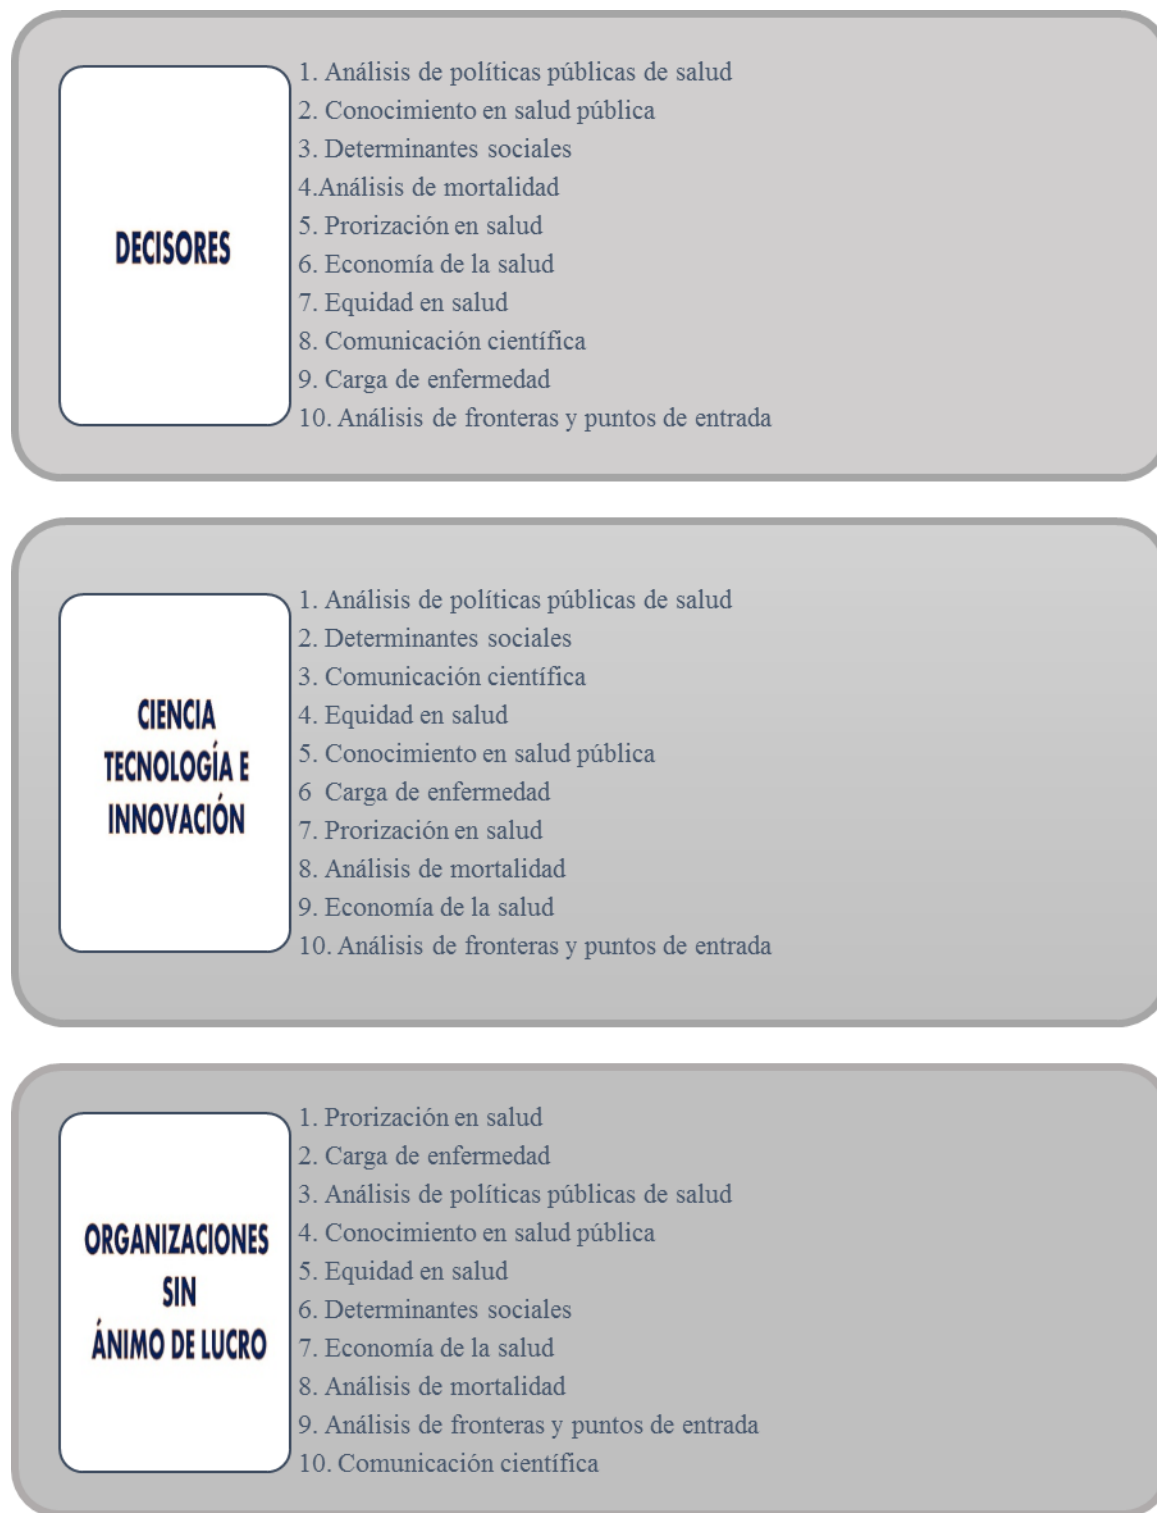 DECISORES
1. Análisis de políticas públicas de salud
2. Conocimiento en salud pública
3. Determinantes sociales
4.Análisis de mortalidad
5. Prorización en salud
6. Economía de la salud
7. Equidad en salud
8. Comunicación científica
9. Carga de enfermedad
10. Análisis de fronteras y puntos de entrada
CIENCIA
TECNOLOGÍA E
INNOVACIÓN
1. Análisis de políticas públicas de salud
2. Determinantes sociales
3. Comunicación científica
4. Equidad en salud
5. Conocimiento en salud pública
6 Carga de enfermedad
7. Prorización en salud
8. Análisis de mortalidad
9. Economía de la salud
10. Análisis de fronteras y puntos de entrada
ORGANIZACIONES
SIN
ÁNIMO DE LUCRO
1. Prorización en salud
2. Carga de enfermedad
3. Análisis de políticas públicas de salud
4. Conocimiento en salud pública
5. Equidad en salud
6. Determinantes sociales
7. Economía de la salud
8. Análisis de mortalidad
9. Análisis de fronteras y puntos de entrada
10. Comunicación científica